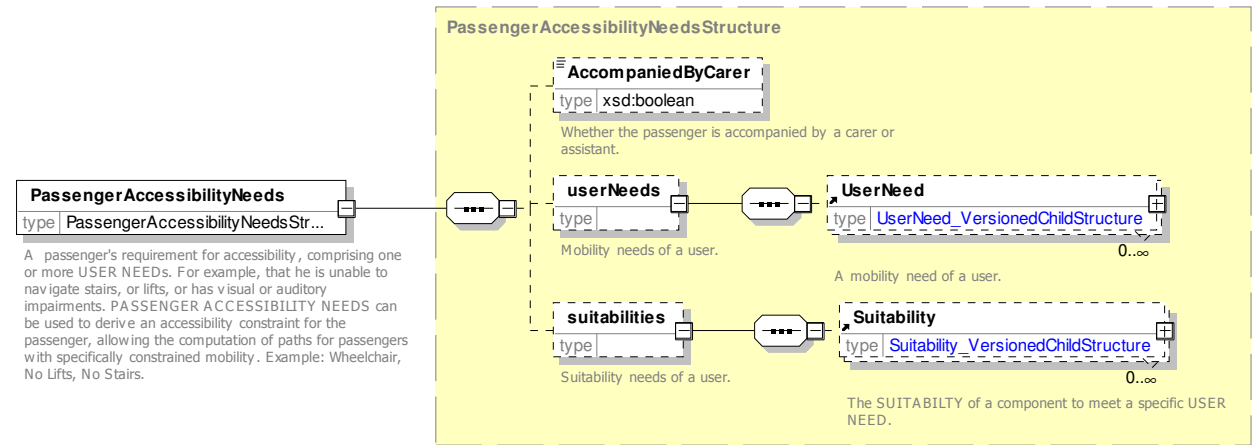 PassengerAccessibilityNeedsStructure
AccompaniedByCarer
type xsd:boolean
Whether the passenger is accompanied by a carer or
assistant.
PassengerAccessibilityNeeds
type PassengerAccessibilityNeedsStr...
A passenger's requirement for accessibility, comprising one
or more USER NEEDs. For example, that he is unable to
navigate stairs, or lifts, or has visual or auditory
impairments. PASSENGER ACCESSIBILITY NEEDS can
be used to derive an accessibility constraint for the
passenger, allowing the computation of paths for passengers
with specifically constrained mobility. Example: Wheelchair,
No Lifts, No Stairs.
userNeeds
type
Mobility needs of a user.
UserNeed
type UserNeed_VersionedChildStructure
0..∞
A mobility need of a user.
suitabilities
type
Suitability needs of a user.
Suitability
type Suitability_VersionedChildStructure
0..∞
The SUITABILTY of a component to meet a specific USER
NEED.